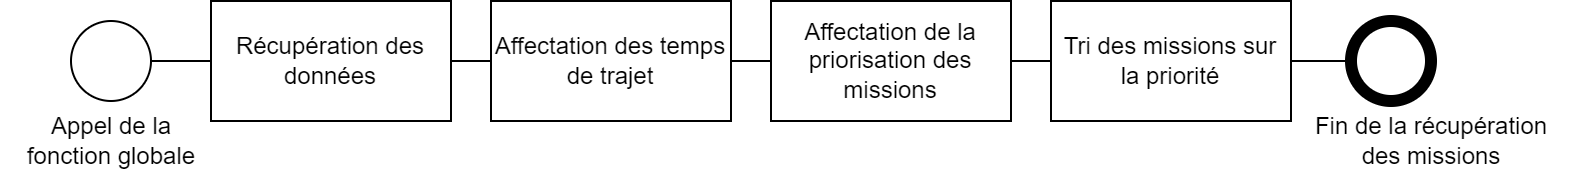 Appel de la
fonction globale
Récupération des
données
Affectation des temps
de trajet
Affectation de la
priorisation des
missions
Tri des missions sur
la priorité
Fin de la récupération
des missions